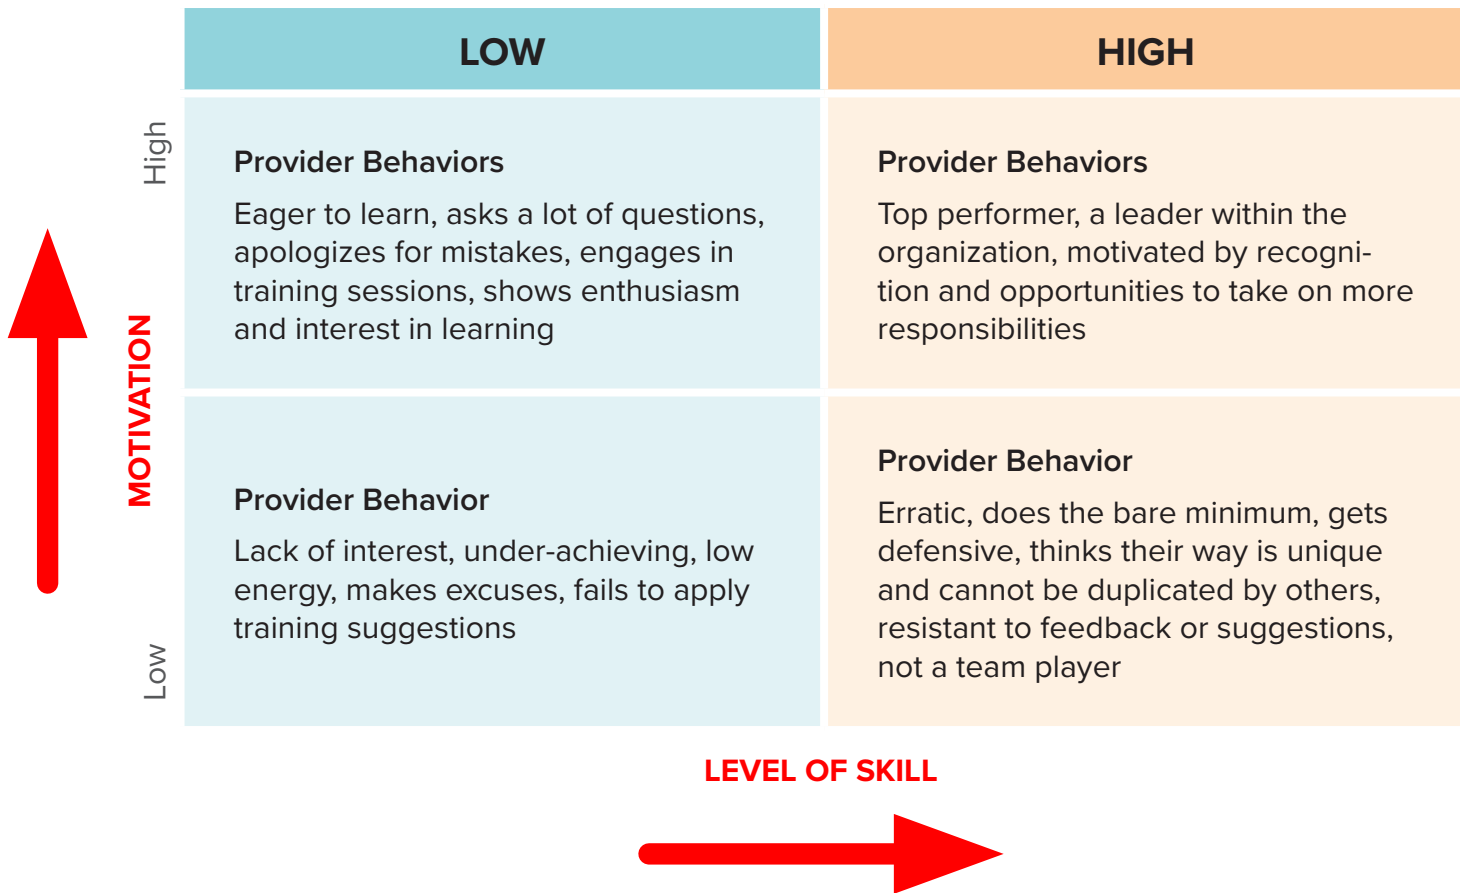 LOW
HIGH
High
Provider Behaviors
Eager to learn, asks a lot of questions,
apologizes for mistakes, engages in
training sessions, shows enthusiasm
and interest in learning
Provider Behaviors
Top performer, a leader within the
organization, motivated by recogni-
tion and opportunities to take on more
responsibilities
MOTIVATION
Low
Provider Behavior
Lack of interest, under-achieving, low
energy, makes excuses, fails to apply
training suggestions
Provider Behavior
Erratic, does the bare minimum, gets
defensive, thinks their way is unique
and cannot be duplicated by others,
resistant to feedback or suggestions,
not a team player
LEVEL OF SKILL